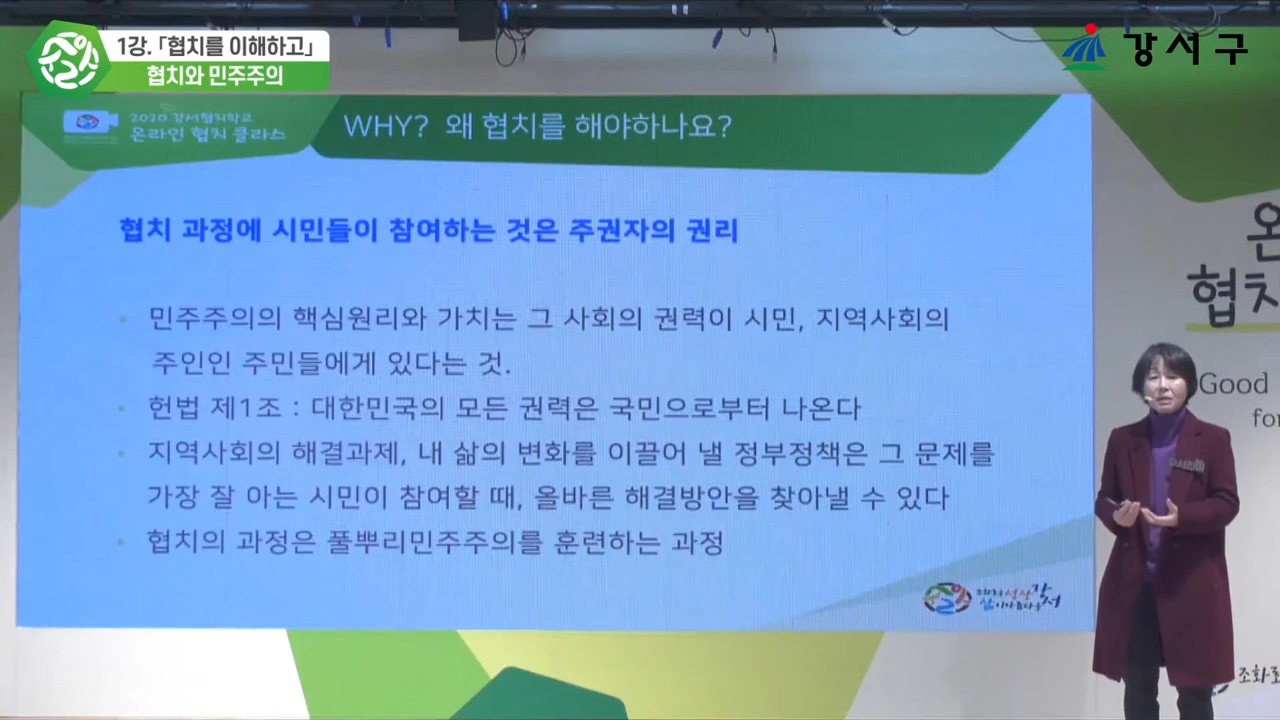 1강. 「협치를 이해하고」
협치와 민주주의
강서구
2020 강서협치학교
온라인 협치 클라스
WHY? 왜 협치를 해야하나요?
협치 과정에 시민들이 참여하는 것은 주권자의 권리
• 민주주의의 핵심원리와 가치는 그 사회의 권력이 시민, 지역사회의
주인인 주민들에게 있다는 것.
• 헌법 제1조 : 대한민국의 모든 권력은 국민으로부터 나온다
• 지역사회의 해결과제, 내 삶의 변화를 이끌어 낼 정부정책은 그 문제를
가장 잘 아는 시민이 참여할 때, 올바른 해결방안을 찾아낼 수 있다
• 협치의 과정은 풀뿌리민주주의를 훈련하는 과정
온
협치
Good
for
조화로